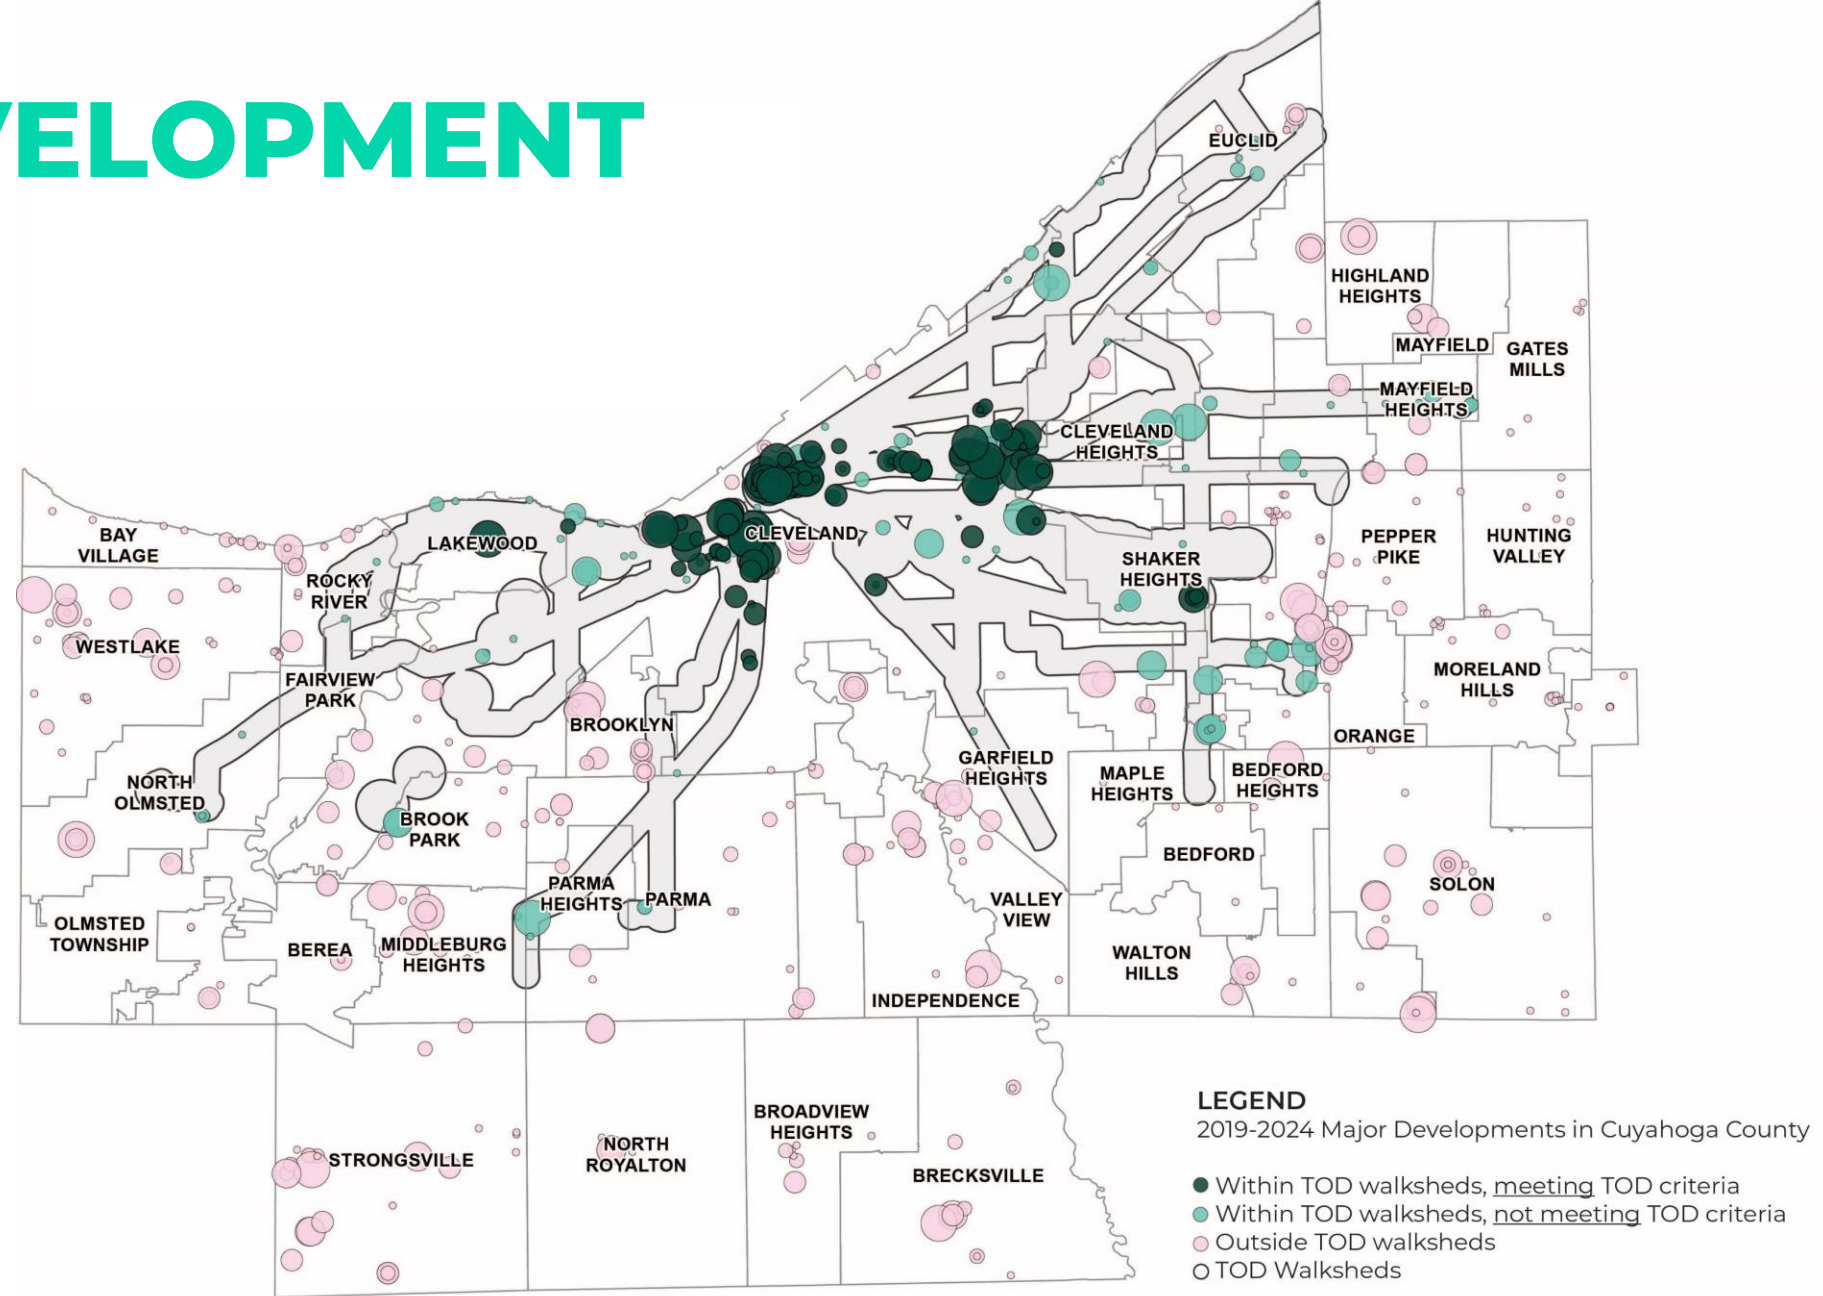 VELOPMENT
EUCLID
HIGHLAND
HEIGHTS
MAYFIELD
GATES
MILLS
MAYFIELD
HEIGHTS
CLEVELAND
HEIGHTS
BAY
VILLAGE
LAKEWOOD
CLEVELAND
ROCKY
RIVER
SHAKER
HEIGHTS
PEPPER
PIKE
HUNTING
VALLEY
WESTLAKE
FAIRVIEW
PARK
BROOKLYN
MORELAND
HILLS
ORANGE
NORTH
OLMSTED
BROOK
PARK
GARFIELD
HEIGHTS
MAPLE
HEIGHTS
BEDFORD
HEIGHTS
BEDFORD
SOLON
PARMA
HEIGHTS
PARMA
VALLEY
VIEW
OLMSTED
TOWNSHIP
BEREA
MIDDLEBURG
HEIGHTS
WALTON
HILLS
INDEPENDENCE
STRONGSVILLE
NORTH
ROYALTON
BROADVIEW
HEIGHTS
BRECKSVILLE
LEGEND
2019-2024 Major Developments in Cuyahoga County
Within TOD walksheds, meeting TOD criteria
Within TOD walksheds, not meeting TOD criteria
Outside TOD walksheds
TOD Walksheds